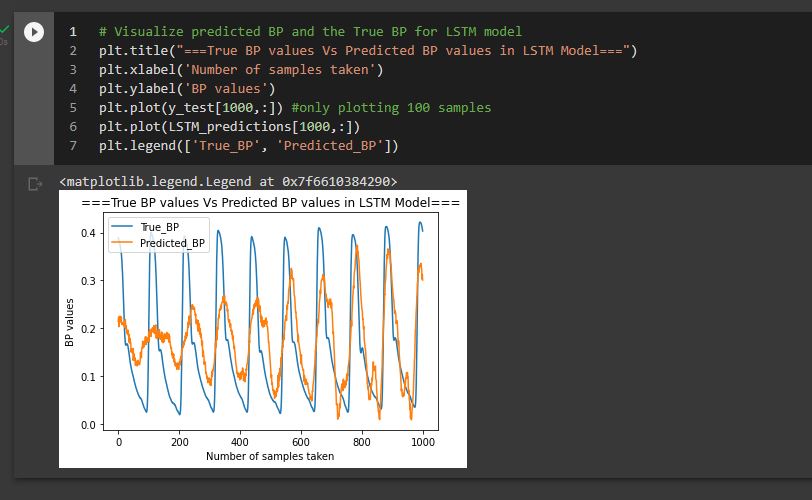 1 # Visualize predicted BP and the True BP for LSTM model
2 plt.title("===True BP values Vs Predicted BP values in LSTM Model===")
3 plt.xlabel('Number of samples taken')
4 plt.ylabel('BP values')
5 plt.plot(y_test[1000,:]) #only plotting 100 samples
6 plt.plot(LSTM_predictions[1000,:])
7 plt.legend(['True_BP', 'Predicted_BP'])
<matplotlib.legend.Legend at 0x7f6610384290>
===True BP values Vs Predicted BP values in LSTM Model===
True_BP
Predicted_BP
0.4
0.3
0.2
0.1
0.0
BP values
0 200 400 600 800 1000
Number of samples taken